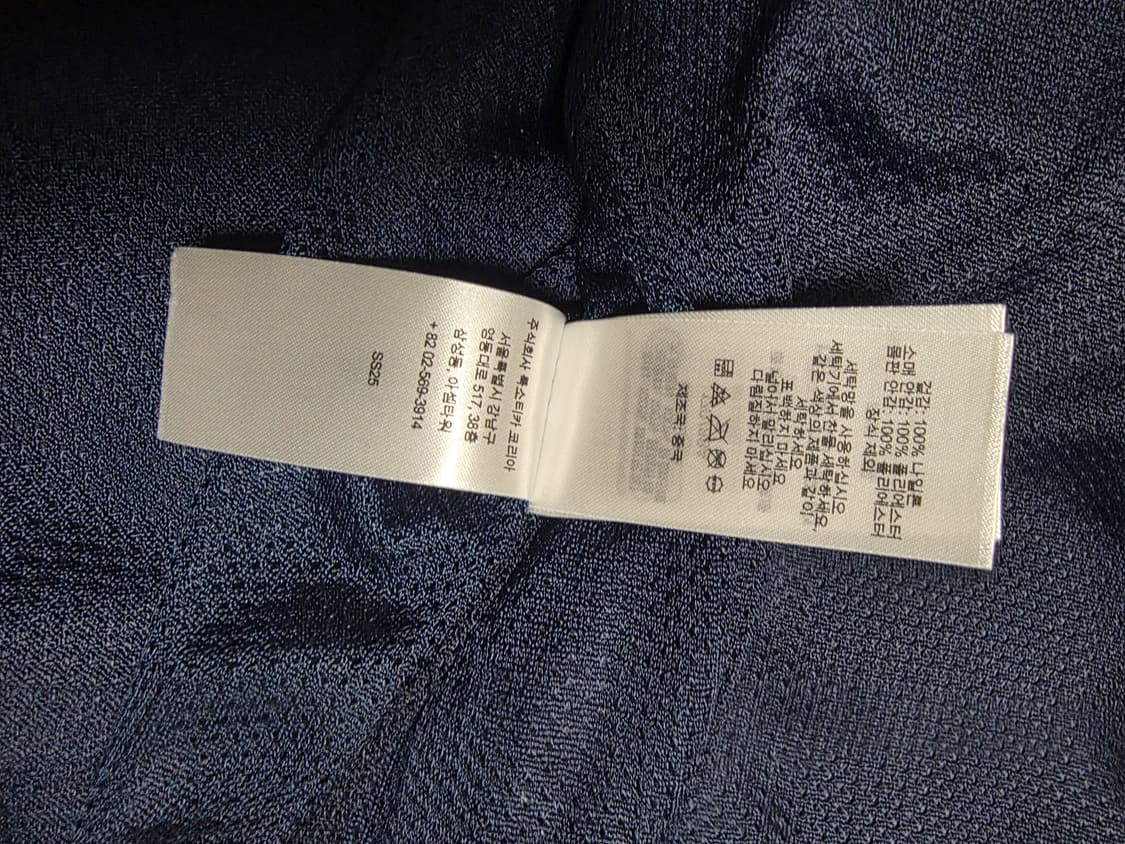 겉감: 100% 나일론
소매 안감: 100% 폴리에스터
몸판 안감: 100% 폴리에스터
장식 제외
세탁망을 사용하십시오
세탁기에서 찬물 세탁하세요.
같은 색상의 제품과 같이
세탁하세요
표백하지 마세요
널어서 말리십시오
다림질하지 마세요
제조국: 중국
주식회사 폭스티카 코리아
서울특별시 강남구
영동대로 517, 38층
삼성동, 아셈타워
+ 82 02-569-3914
SS25